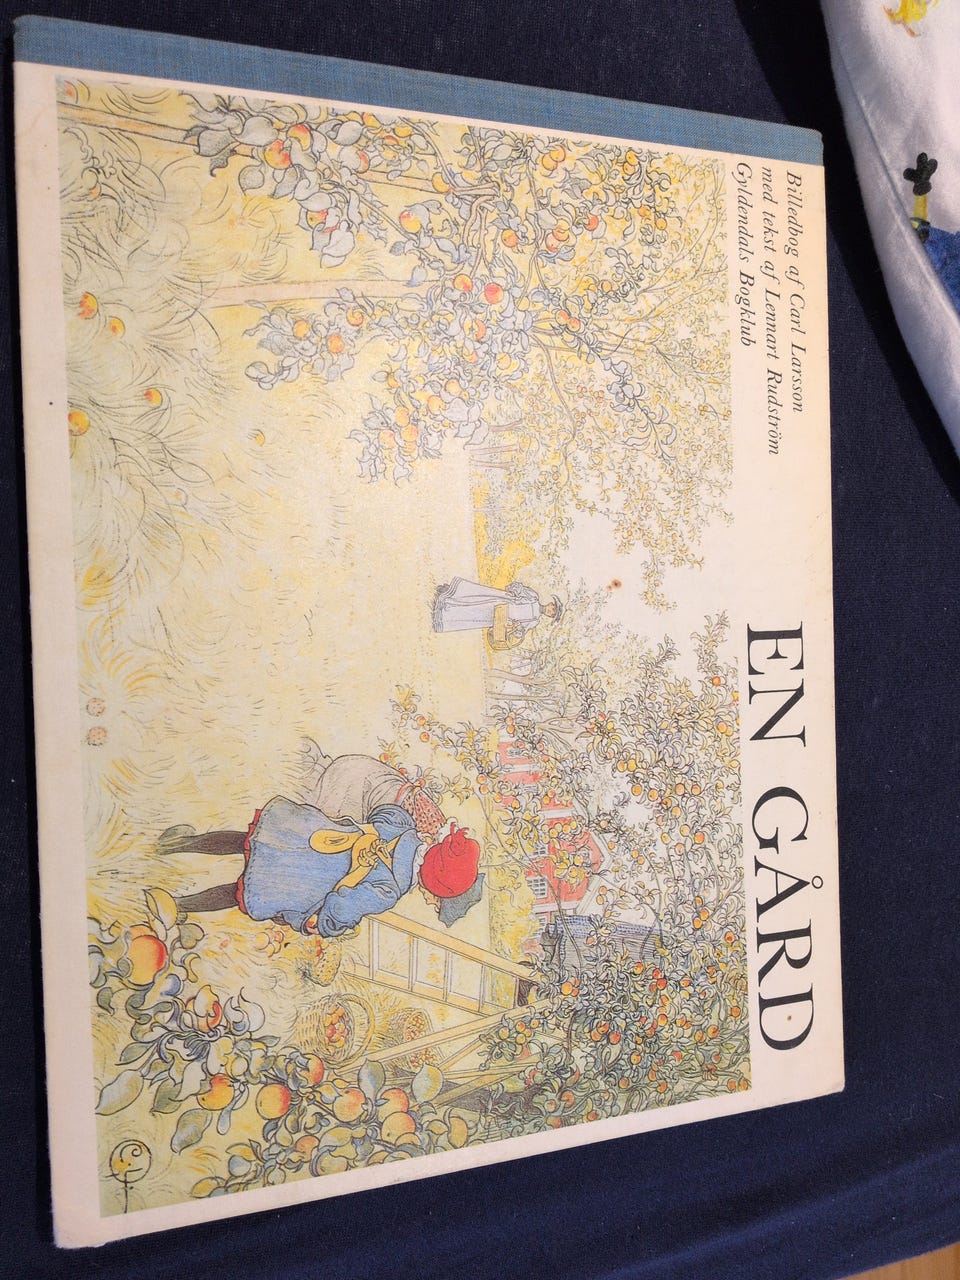 Billedbog af Carl Larsson
med tekst af Lennart Rudström
Gyldendals Bogklub
EN GÅRD